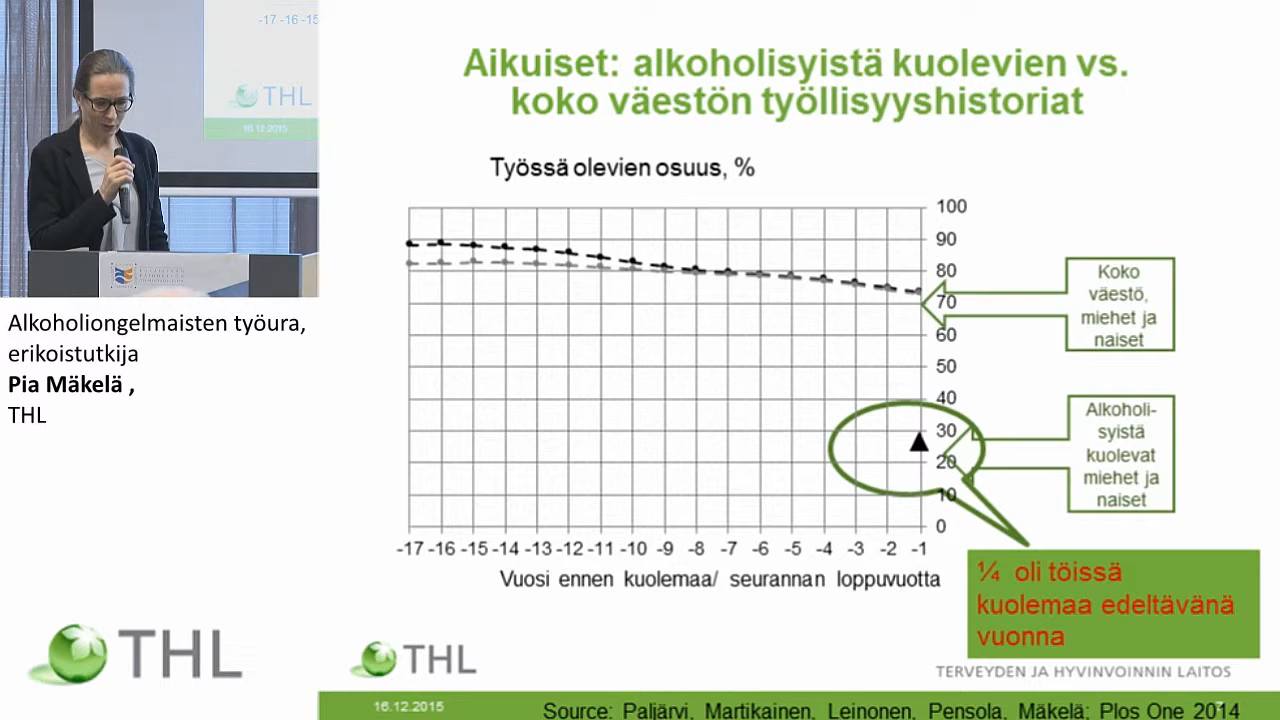 -17 -16 -15
THL
16.12.2015
Alkoholiongelmaisten työura,
erikoistutkija
Pia Mäkelä ,
THL
THL
Aikuiset: alkoholisyistä kuolevien vs.
koko väestön työllisyyshistoriat
Työssä olevien osuus, %
100
90
80
70
60
50
40
30
20
10
0
-17 -16 -15 -14 -13 -12 -11 -10 -9 -8 -7 -6 -5 -4 -3 -2 -1
Vuosi ennen kuolemaa/ seurannan loppuvuotta
Koko
väestö,
miehet ja
naiset
Alkoholi-
syistä
kuolevat
miehet ja
naiset
¼ oli töissä
kuolemaa edeltävänä
vuonna
THL
TERVEYDEN JA HYVINVOINNIN LAITOS
16.12.2015
Source: Paljärvi, Martikainen, Leinonen, Pensola, Mäkelä; Plos One 2014